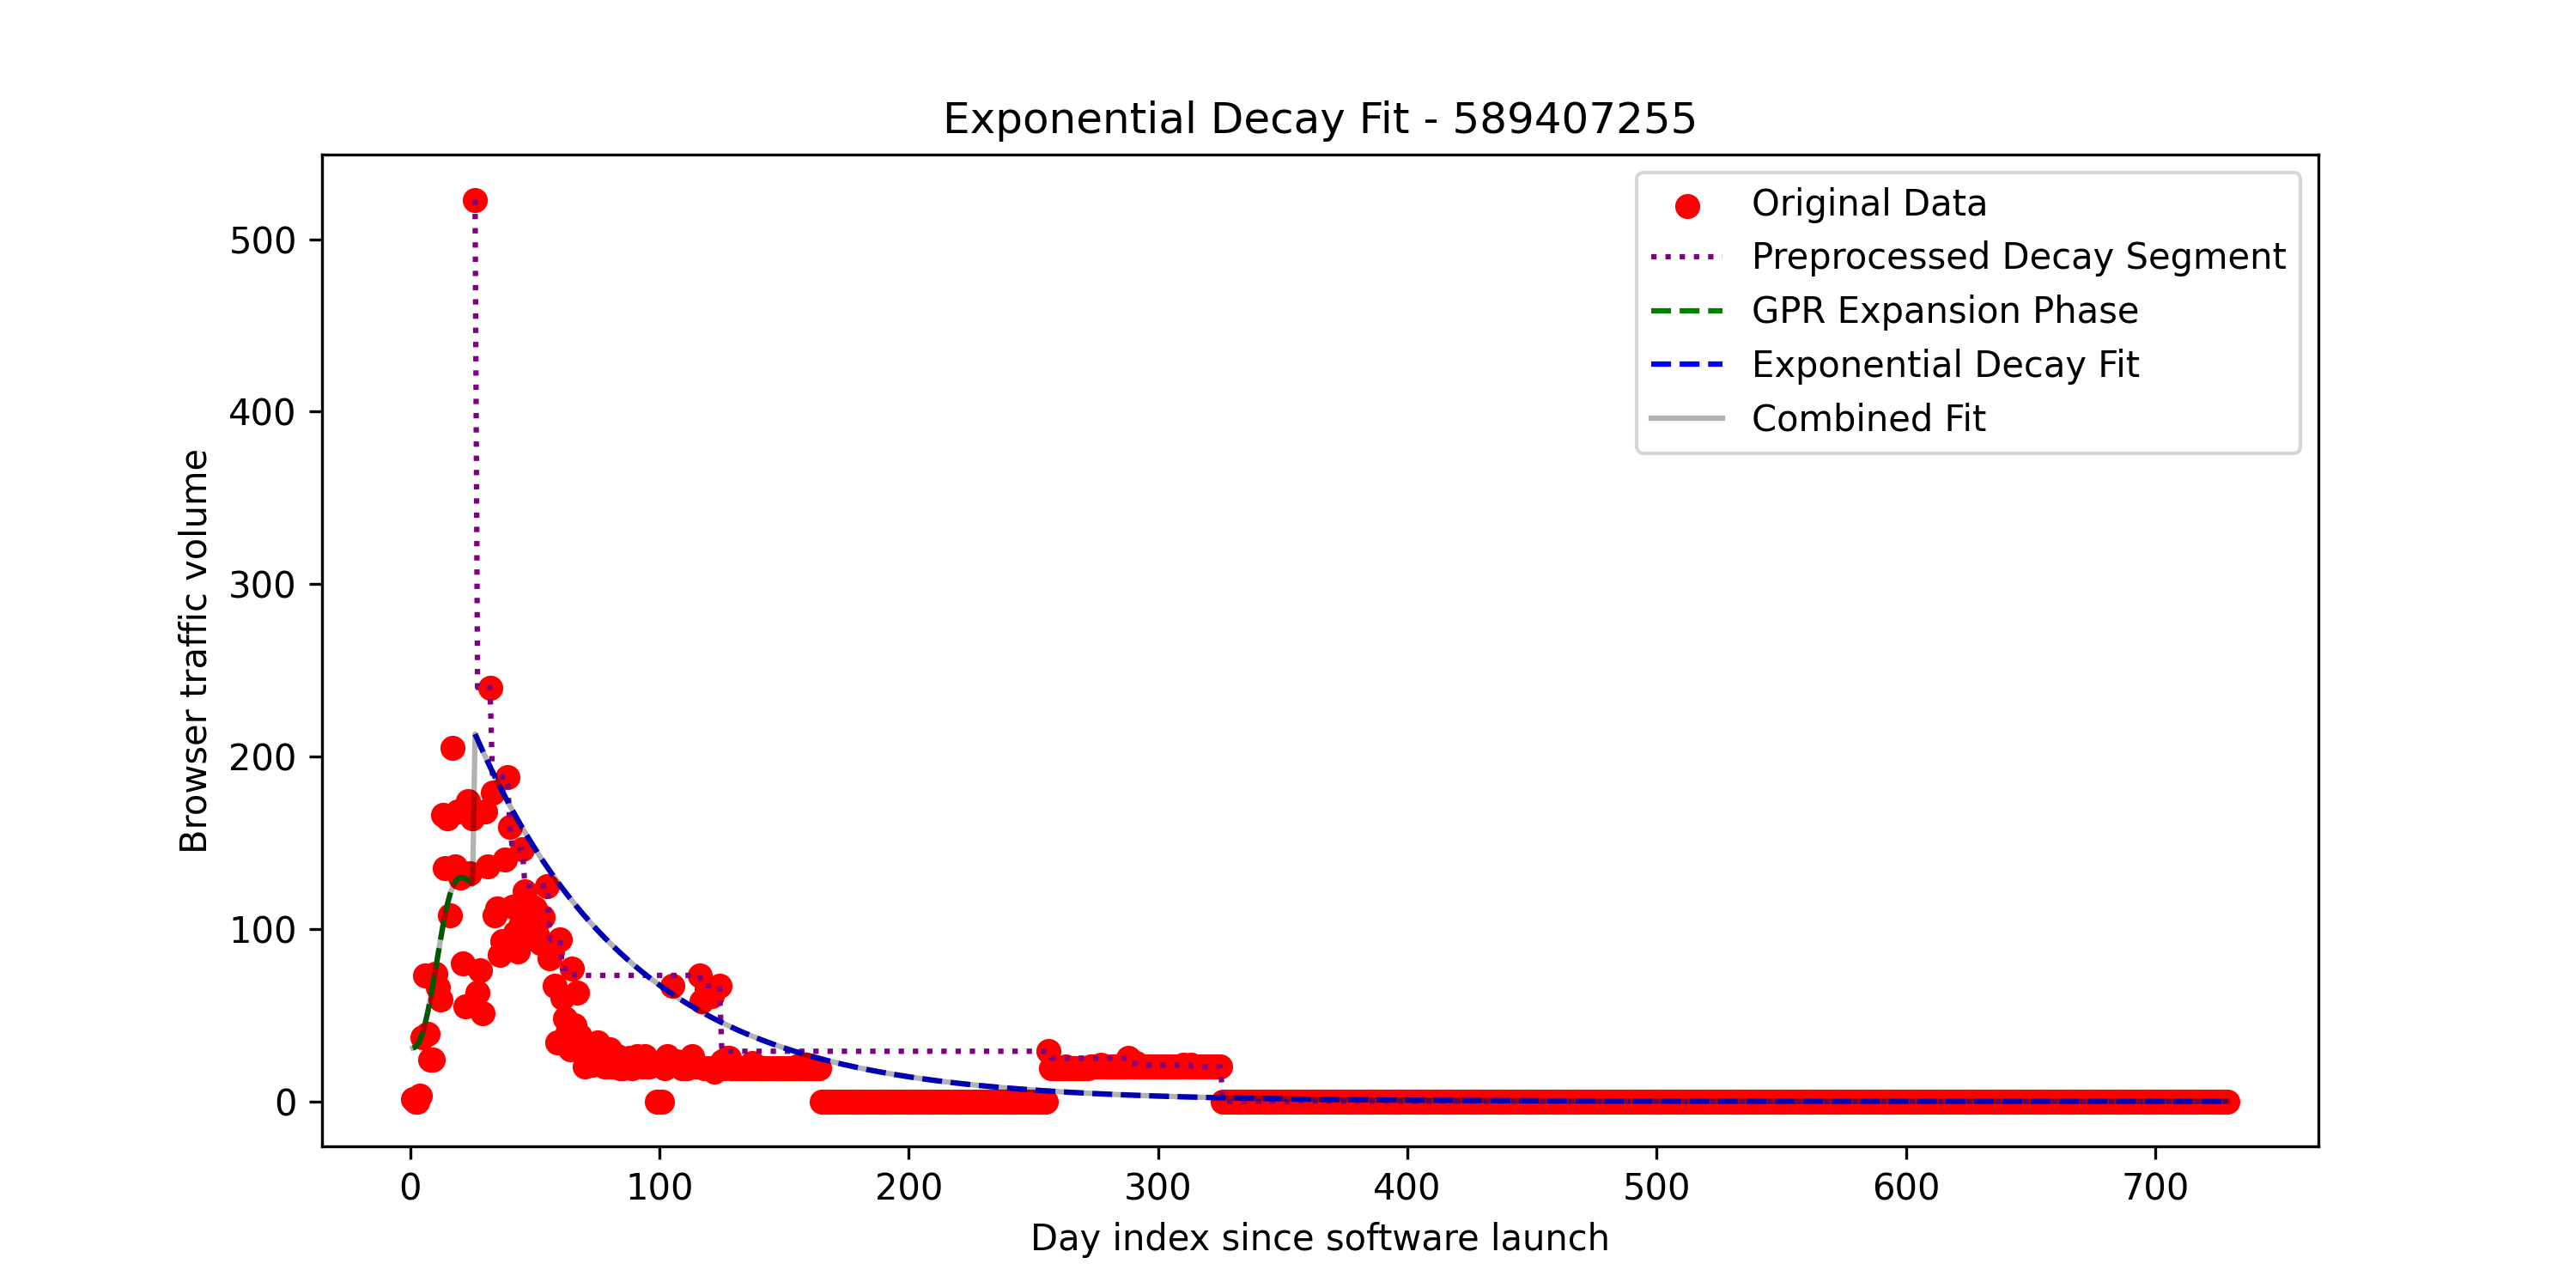 Exponential Decay Fit - 589407255
Original Data
Preprocessed Decay Segment
GPR Expansion Phase
Exponential Decay Fit
Combined Fit
Browser traffic volume
500
400
300
200
100
0
0 100 200 300 400 500 600 700
Day index since software launch